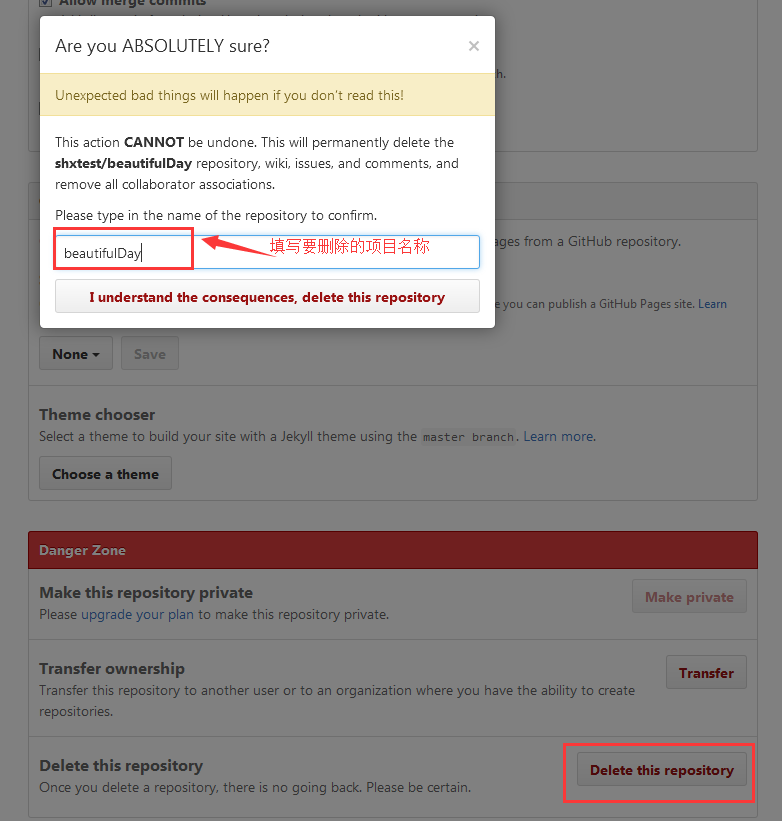 Allow merge commits
Are you ABSOLUTELY sure?
×
Unexpected bad things will happen if you don't read this!
This action CANNOT be undone. This will permanently delete the
shxtest/beautifulDay repository, wiki, issues, and comments, and
remove all collaborator associations.
Please type in the name of the repository to confirm.
beautifulDay
填写要删除的项目名称
I understand the consequences, delete this repository
from a GitHub repository.
you can publish a GitHub Pages site. Learn
None
Save
Theme chooser
Select a theme to build your site with a Jekyll theme using the master branch. Learn more.
Choose a theme
Danger Zone
Make this repository private
Please upgrade your plan to make this repository private.
Make private
Transfer ownership
Transfer this repository to another user or to an organization where you have the ability to create
repositories.
Transfer
Delete this repository
Once you delete a repository, there is no going back. Please be certain.
Delete this repository